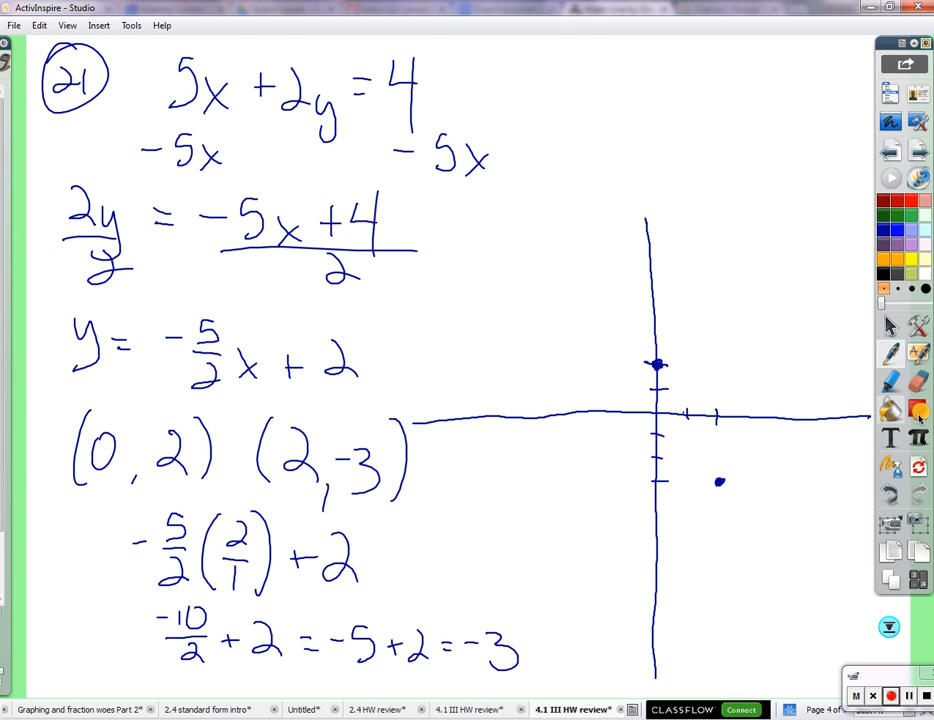 ActivInspire - Studio
File Edit View Insert Tools Help
21
5x + 2y = 4
- 5x - 5x
2y/2 = (-5x + 4)/2
y = -5/2 x + 2
(0, 2) (2, -3)
-5/2 (2/1) + 2
-10/2 + 2 = -5 + 2 = -3
T π
M
Graphing and fraction woes Part 2* 2.4 standard form intro* Untitled* 2.4 HW review* 4.1 III HW review* 4.1 III HW review* CLASSFLOW Connect Page 4 Best